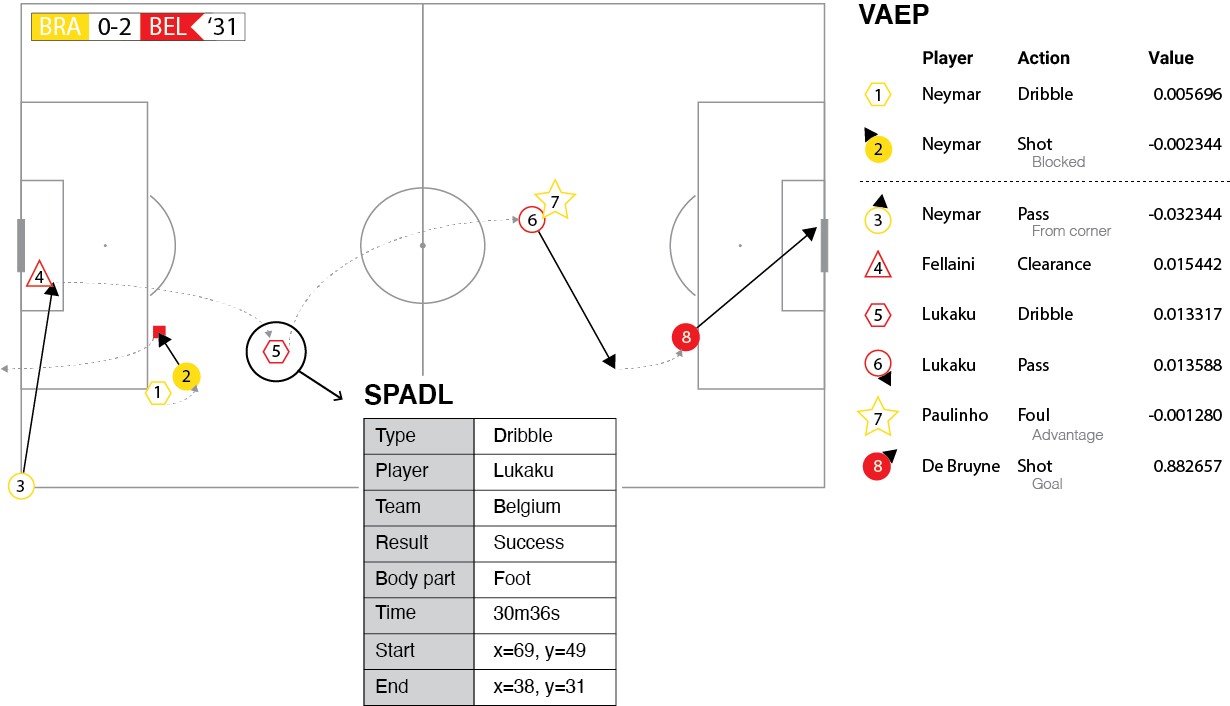 BRA 0-2 BEL ‘31
4
6
7
8
5
2
1
3
SPADL
Type Dribble
Player Lukaku
Team Belgium
Result Success
Body part Foot
Time 30m36s
Start x=69, y=49
End x=38, y=31
VAEP
Player Action Value
1 Neymar Dribble 0.005696
2 Neymar Shot -0.002344
Blocked
3 Neymar Pass -0.032344
From corner
4 Fellaini Clearance 0.015442
5 Lukaku Dribble 0.013317
6 Lukaku Pass 0.013588
7 Paulinho Foul -0.001280
Advantage
8 De Bruyne Shot 0.882657
Goal